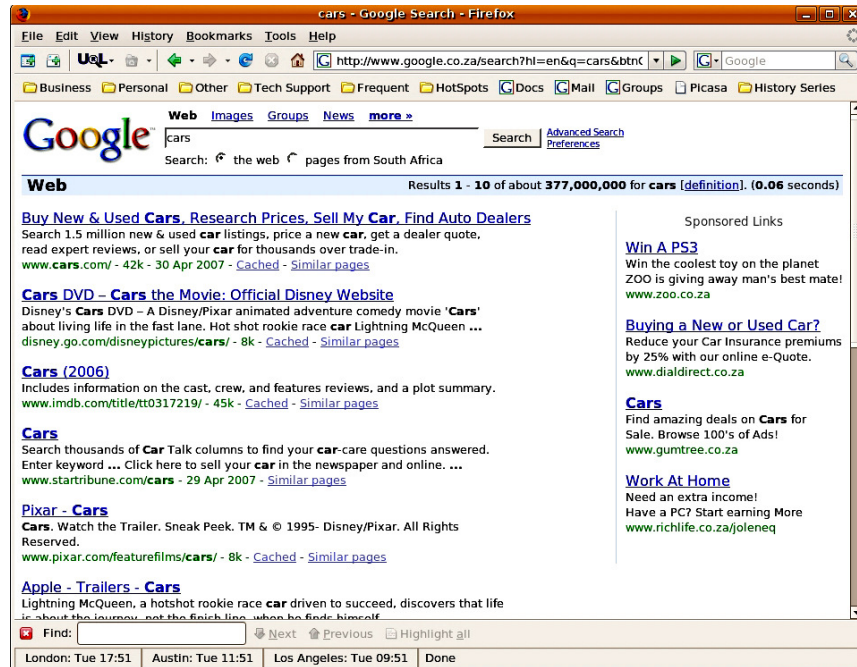 cars - Google Search - Firefox
File Edit View History Bookmarks Tools Help
UQL http://www.google.co.za/search?hl=en&q=cars&btnG Google
Business Personal Other Tech Support Frequent HotSpots Docs Mail Groups Picasa History Series
Web Images Groups News more »
Google™
cars Search Advanced Search
Preferences
Search: the web pages from South Africa
Web Results 1 - 10 of about 377,000,000 for cars [definition]. (0.06 seconds)
Buy New & Used Cars, Research Prices, Sell My Car, Find Auto Dealers
Search 1.5 million new & used car listings, price a new car, get a dealer quote,
read expert reviews, or sell your car for thousands over trade-in.
www.cars.com/ - 42k - 30 Apr 2007 - Cached - Similar pages
Cars DVD – Cars the Movie: Official Disney Website
Disney's Cars DVD – A Disney/Pixar animated adventure comedy movie 'Cars'
about living life in the fast lane. Hot shot rookie race car Lightning McQueen ...
disney.go.com/disneypictures/cars/ - 8k - Cached - Similar pages
Cars (2006)
Includes information on the cast, crew, and features reviews, and a plot summary.
www.imdb.com/title/tt0317219/ - 45k - Cached - Similar pages
Cars
Search thousands of Car Talk columns to find your car-care questions answered.
Enter keyword ... Click here to sell your car in the newspaper and online. ...
www.startribune.com/cars - 29 Apr 2007 - Similar pages
Pixar - Cars
Cars. Watch the Trailer. Sneak Peek. TM & © 1995- Disney/Pixar. All Rights
Reserved.
www.pixar.com/featurefilms/cars/ - 8k - Cached - Similar pages
Apple - Trailers - Cars
Lightning McQueen, a hotshot rookie race car driven to succeed, discovers that life
is about the journey, not the finish line, when he finds himself
Sponsored Links
Win A PS3
Win the coolest toy on the planet
ZOO is giving away man's best mate!
www.zoo.co.za
Buying a New or Used Car?
Reduce your Car Insurance premiums
by 25% with our online e-Quote.
www.dialdirect.co.za
Cars
Find amazing deals on Cars for
Sale. Browse 100's of Ads!
www.gumtree.co.za
Work At Home
Need an extra income!
Have a PC? Start earning More
www.richlife.co.za/joleneq
Find: Next Previous Highlight all
London: Tue 17:51 Austin: Tue 11:51 Los Angeles: Tue 09:51 Done